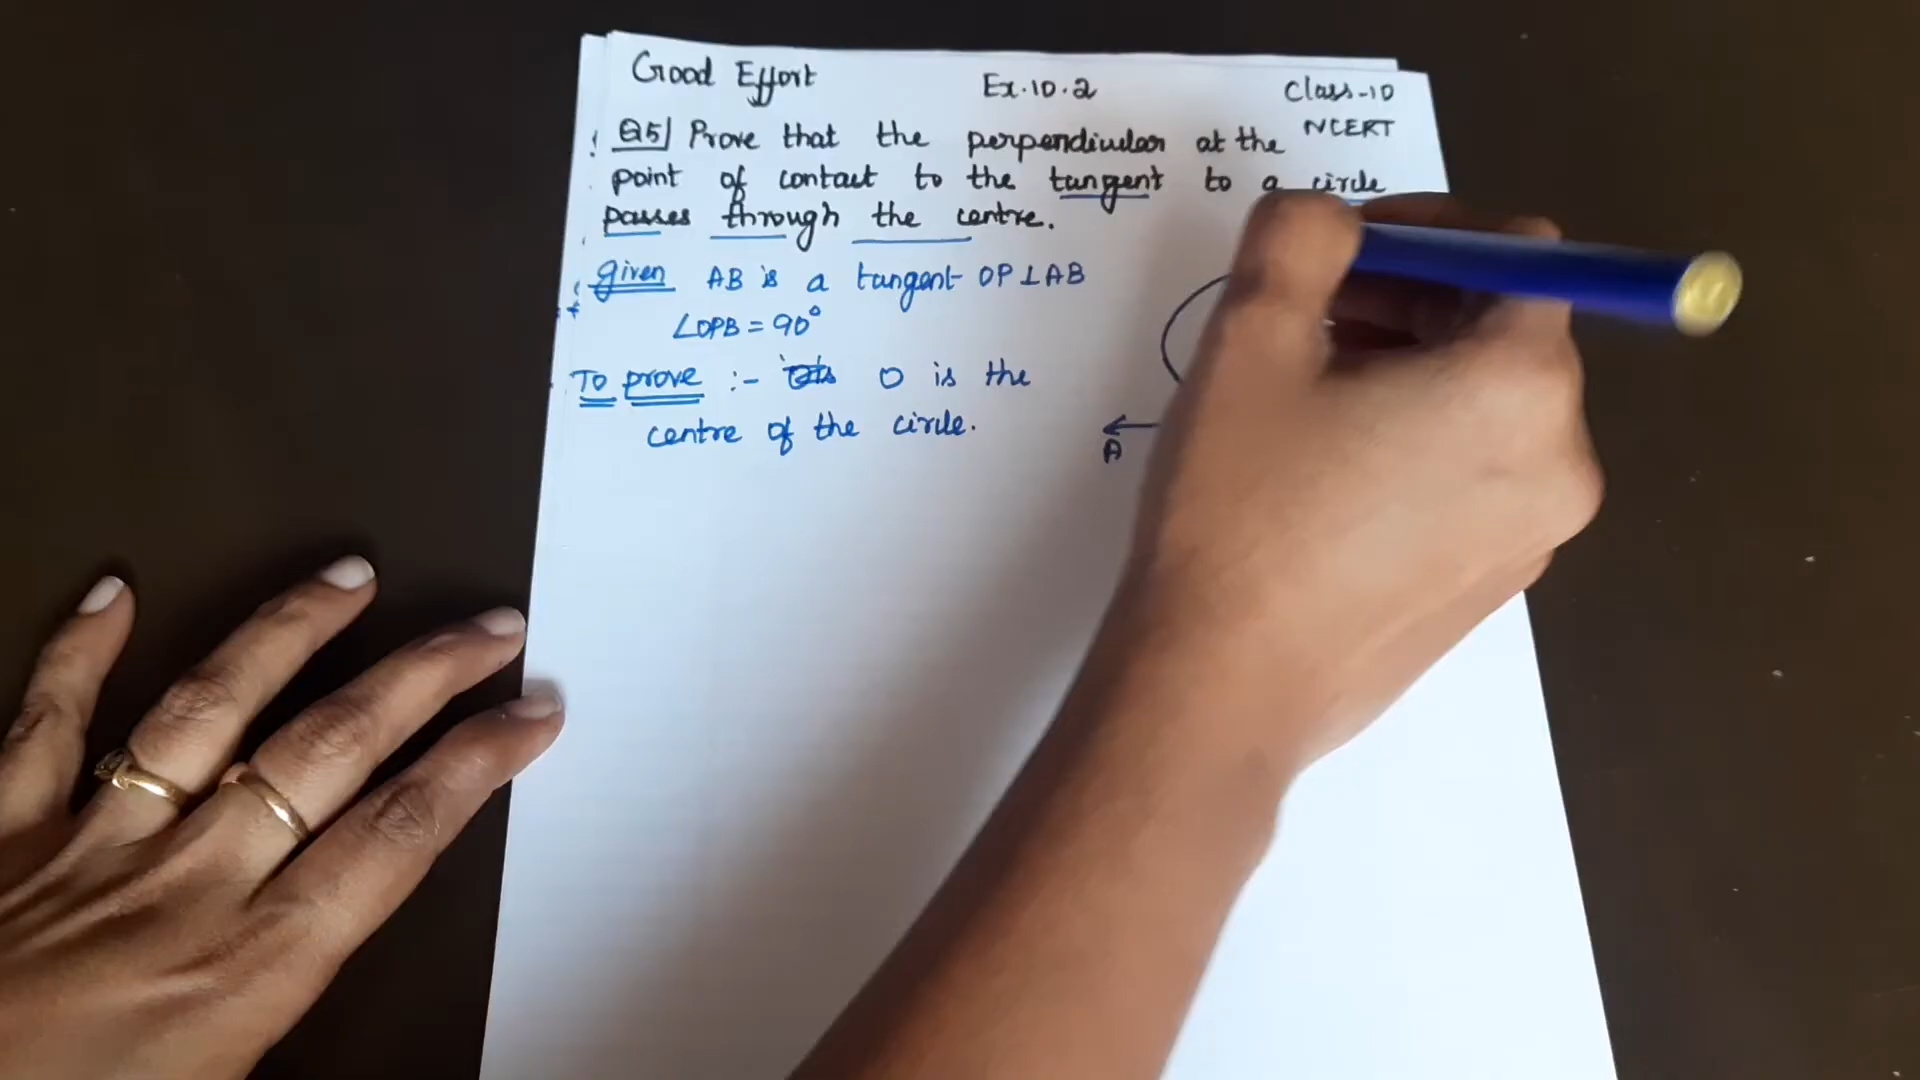 Good Effort Ex.10.2 Class-10
NCERT
Q5] Prove that the perpendicular at the
point of contact to the tangent to a circle
passes through the centre.
given AB is a tangent OP⊥AB
∠OPB = 90°
To prove :- O is the
centre of the circle.
A